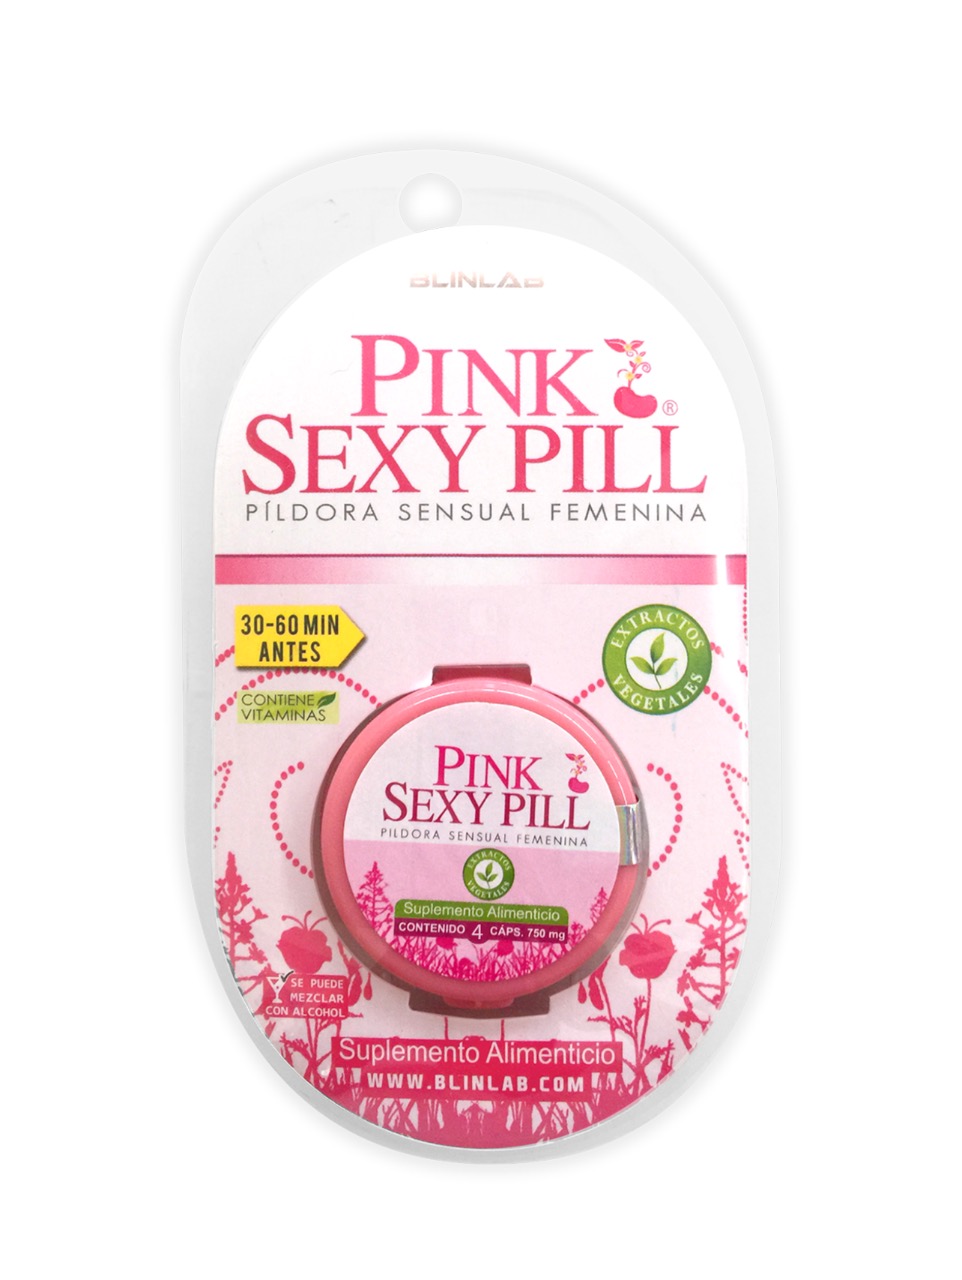 BLINLAB
PINK ®
SEXY PILL
PÍLDORA SENSUAL FEMENINA
30-60 MIN
ANTES
EXTRACTOS
VEGETALES
CONTIENE
VITAMINAS
PINK
SEXY PILL
PILDORA SENSUAL FEMENINA
EXTRACTOS
VEGETALES
Suplemento Alimenticio
CONTENIDO 4 CÁPS. 750 mg
SE PUEDE
MEZCLAR
CON ALCOHOL
Suplemento Alimenticio
WWW.BLINLAB.COM